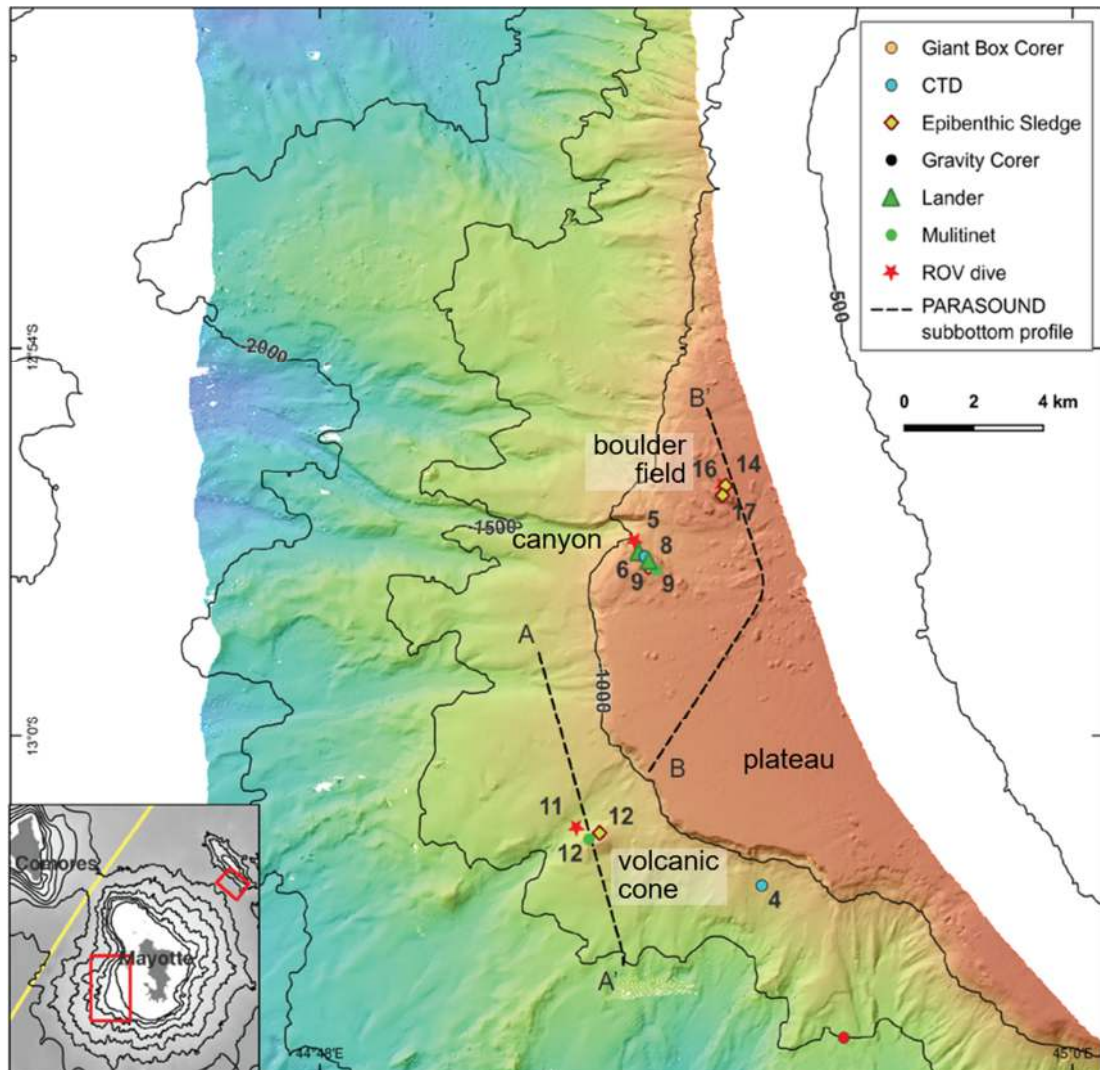 Giant Box Corer
CTD
Epibenthic Sledge
Gravity Corer
Lander
Mulitinet
ROV dive
PARASOUND
subbottom profile
0 2 4 km
-500
12°54'S
-2000
B'
boulder
field
16 14
17
-1500
canyon
5
8
6
9 9
A
-1000
13°0'S
B
plateau
11 12
12
volcanic
cone
4
A'
Comores
Mayotte
44°48'E
45°0'E